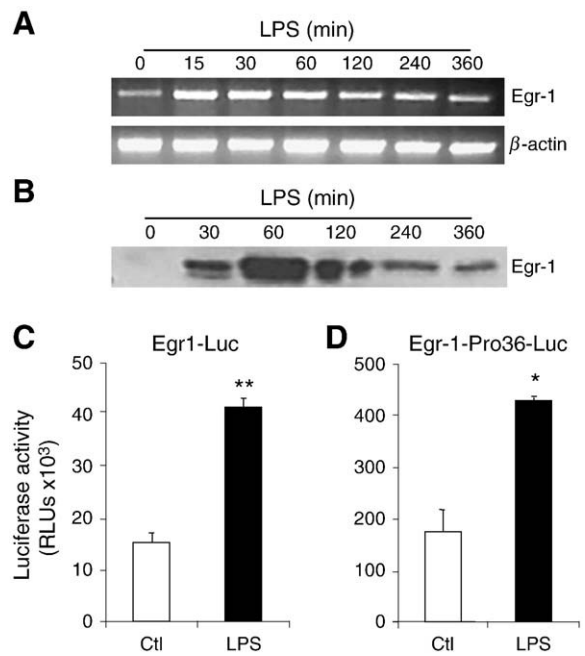 A
LPS (min)
0 15 30 60 120 240 360
Egr-1
β-actin
B
LPS (min)
0 30 60 120 240 360
Egr-1
C
Egr1-Luc
Luciferase activity
(RLUs x10³)
50
40
30
20
10
0
**
Ctl LPS
D
Egr-1-Pro36-Luc
500
400
300
200
100
0
*
Ctl LPS